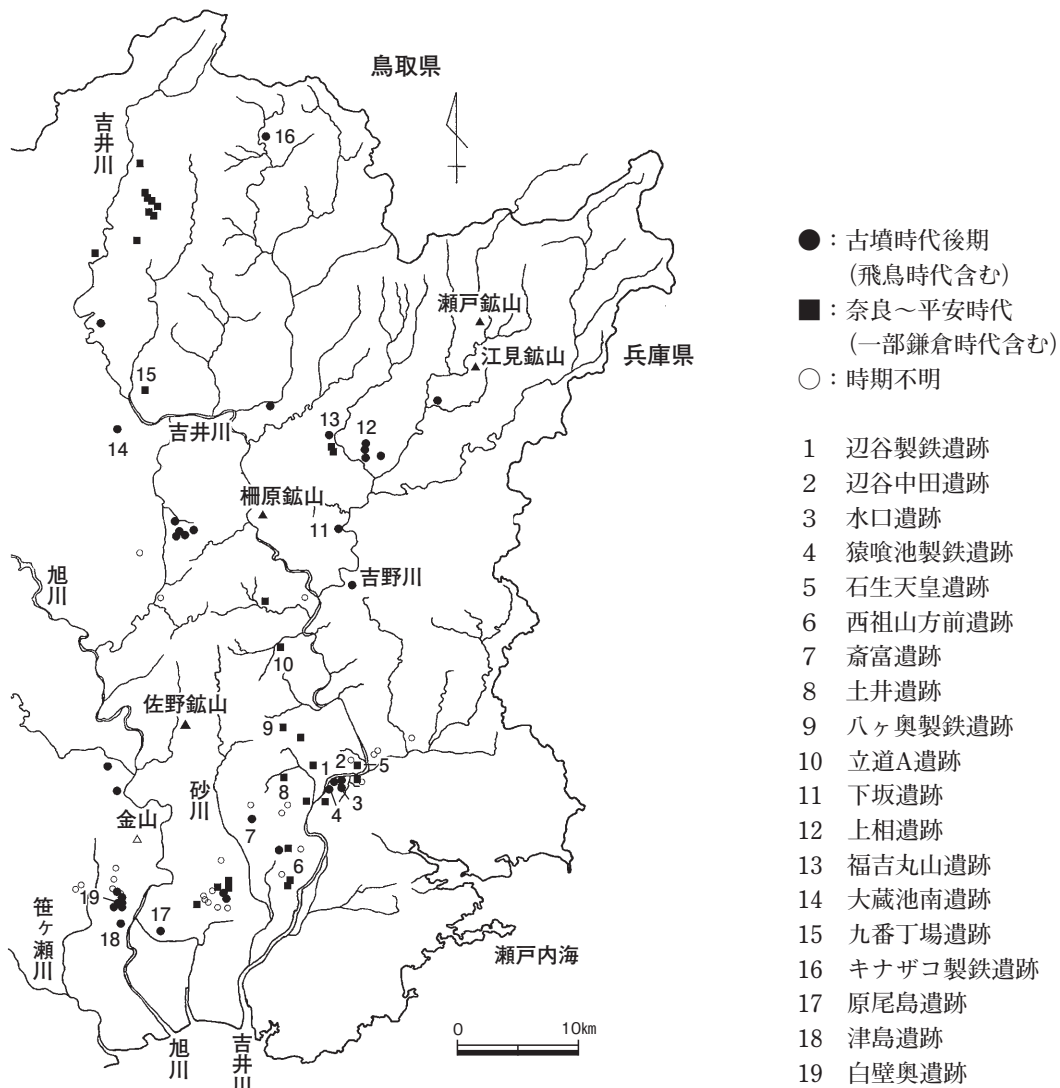 鳥取県
吉井川
16
瀬戸鉱山
江見鉱山
兵庫県
15
吉井川
14
13
12
柵原鉱山
11
旭川
吉野川
10
佐野鉱山
9
砂川
1
2
5
8
3
4
金山
7
6
19
17
18
笹ヶ瀬川
瀬戸内海
旭川
吉井川
0 10km
●：古墳時代後期
(飛鳥時代含む)
■：奈良～平安時代
(一部鎌倉時代含む)
○：時期不明
1 辺谷製鉄遺跡
2 辺谷中田遺跡
3 水口遺跡
4 猿喰池製鉄遺跡
5 石生天皇遺跡
6 西祖山方前遺跡
7 斎富遺跡
8 土井遺跡
9 八ヶ奥製鉄遺跡
10 立道A遺跡
11 下坂遺跡
12 上相遺跡
13 福吉丸山遺跡
14 大蔵池南遺跡
15 九番丁場遺跡
16 キナザコ製鉄遺跡
17 原尾島遺跡
18 津島遺跡
19 白壁奥遺跡